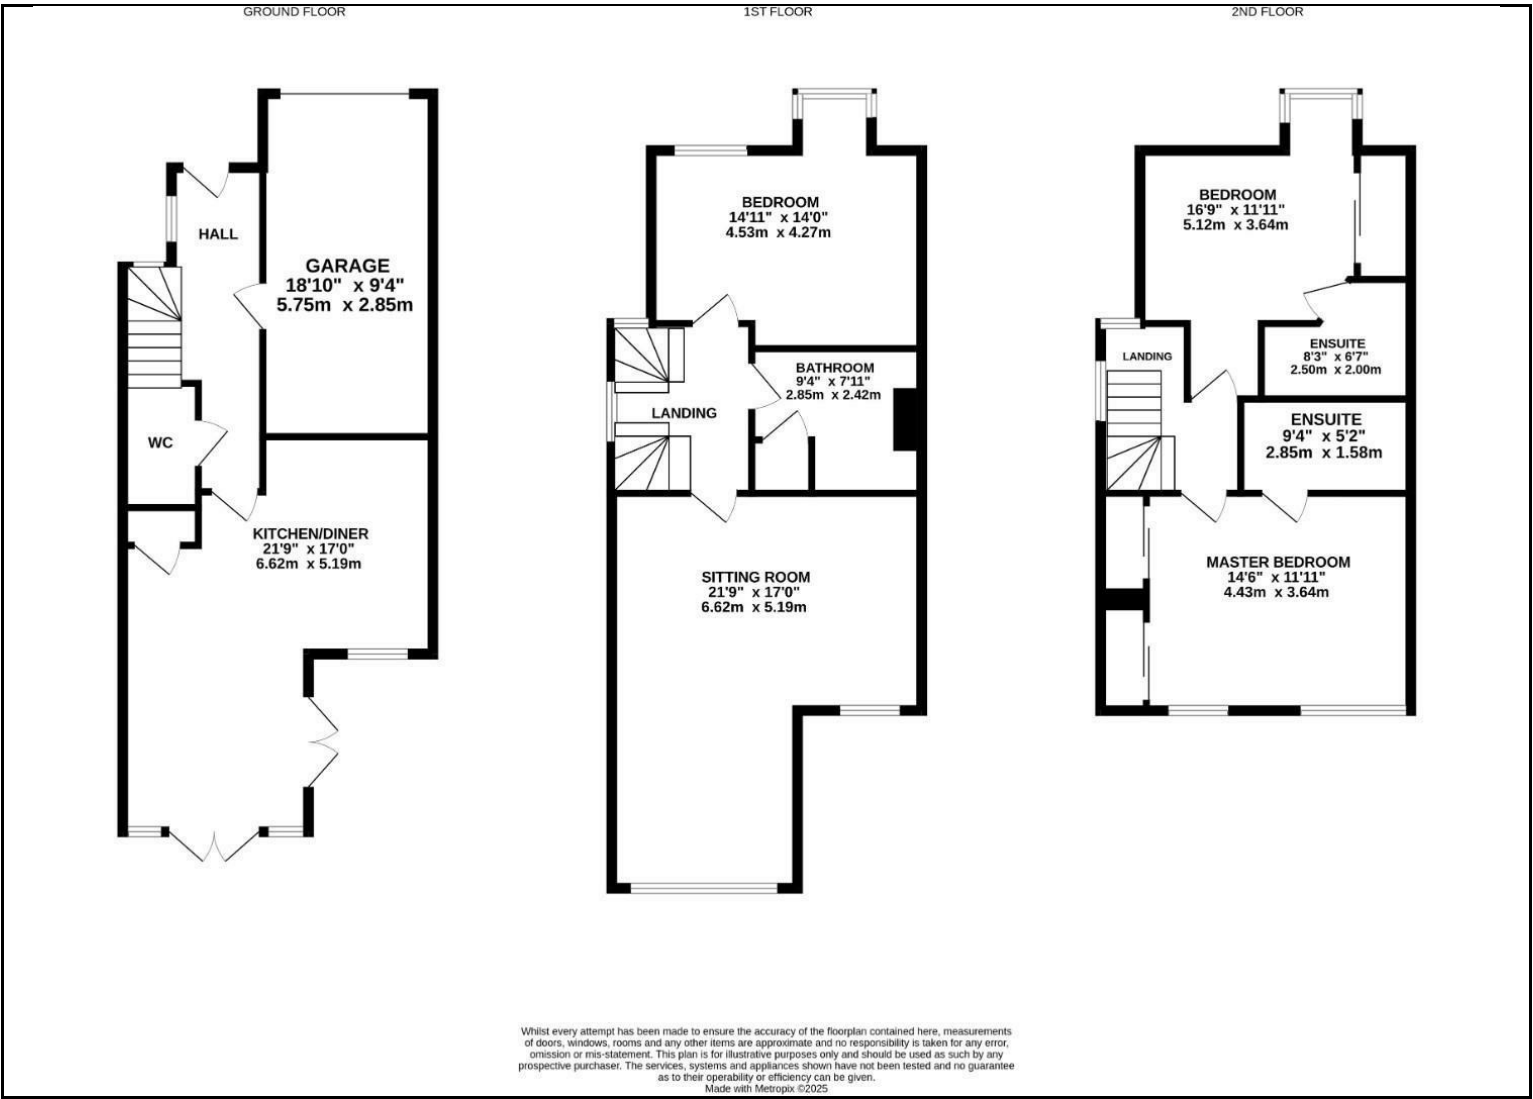 GROUND FLOOR
HALL
GARAGE
18'10" x 9'4"
5.75m x 2.85m
WC
KITCHEN/DINER
21'9" x 17'0"
6.62m x 5.19m
1ST FLOOR
BEDROOM
14'11" x 14'0"
4.53m x 4.27m
BATHROOM
9'4" x 7'11"
2.85m x 2.42m
LANDING
SITTING ROOM
21'9" x 17'0"
6.62m x 5.19m
2ND FLOOR
BEDROOM
16'9" x 11'11"
5.12m x 3.64m
LANDING
ENSUITE
8'3" x 6'7"
2.50m x 2.00m
ENSUITE
9'4" x 5'2"
2.85m x 1.58m
MASTER BEDROOM
14'6" x 11'11"
4.43m x 3.64m
Whilst every attempt has been made to ensure the accuracy of the floorplan contained here, measurements
of doors, windows, rooms and any other items are approximate and no responsibility is taken for any error,
omission or mis-statement. This plan is for illustrative purposes only and should be used as such by any
prospective purchaser. The services, systems and appliances shown have not been tested and no guarantee
as to their operability or efficiency can be given.
Made with Metropix ©2025